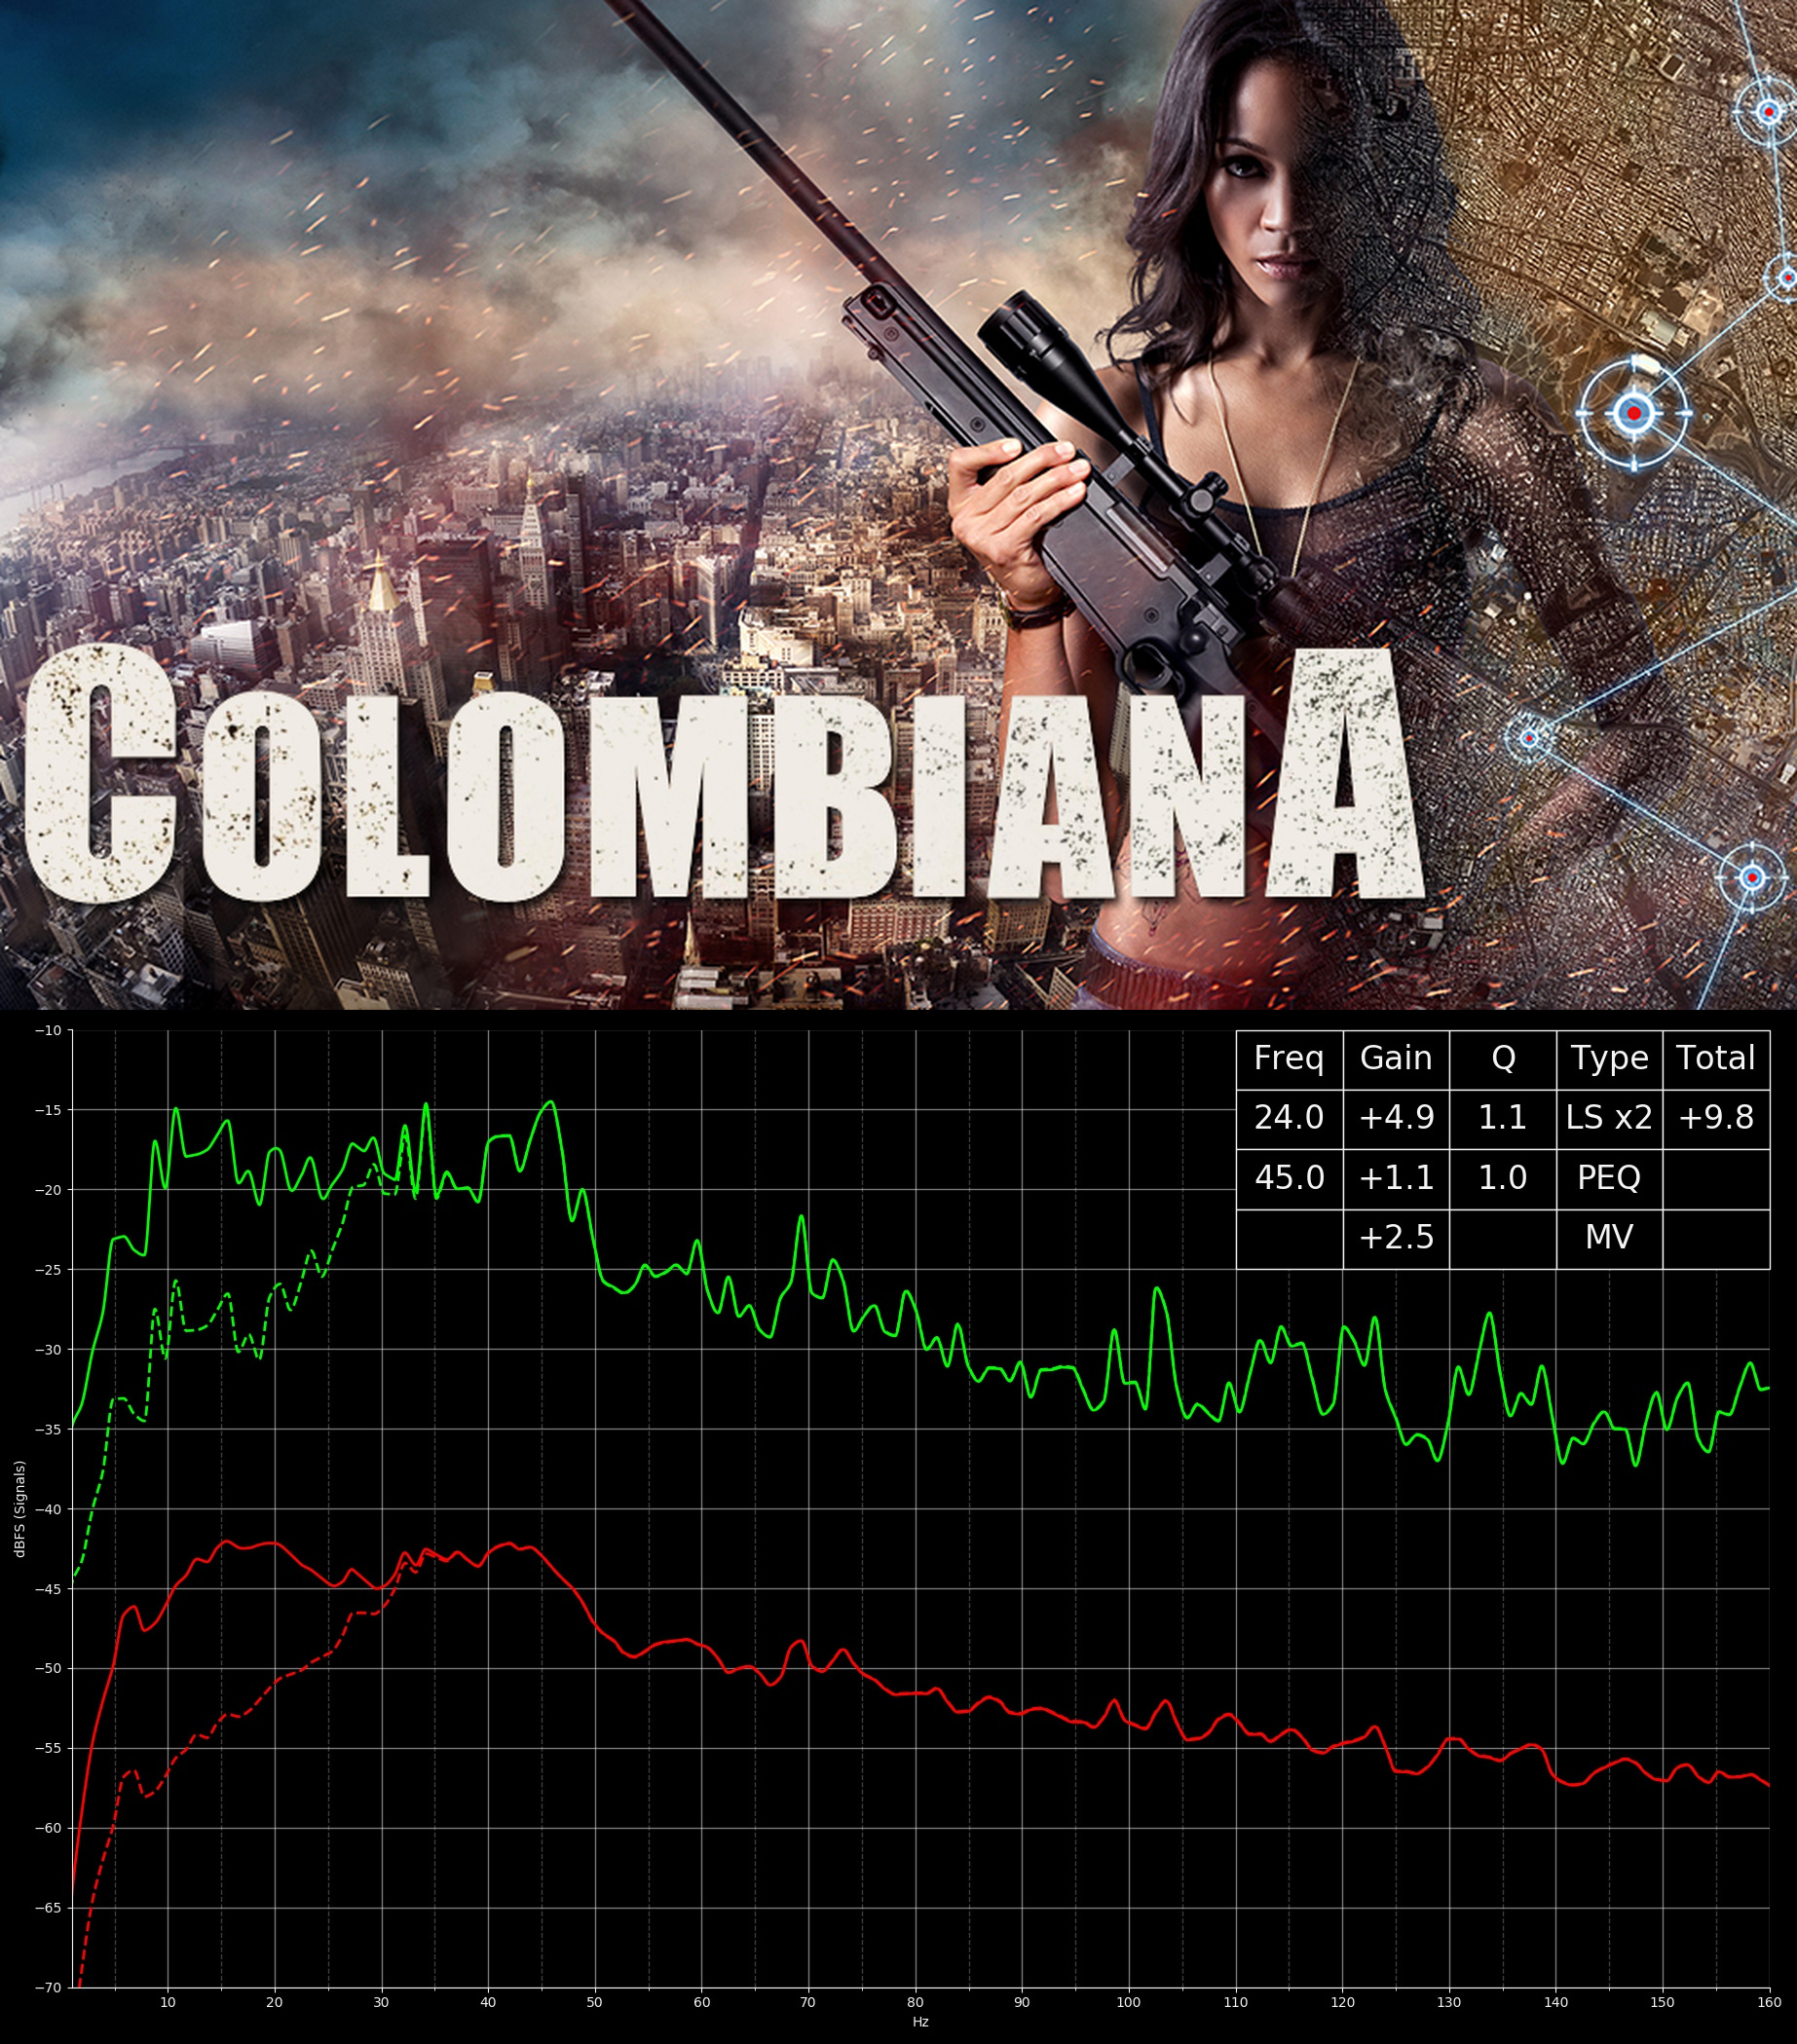 COLOMBIANA
Freq Gain Q Type Total
24.0 +4.9 1.1 LS x2 +9.8
45.0 +1.1 1.0 PEQ
+2.5 MV
−10
−15
−20
−25
−30
−35
−40
−45
−50
−55
−60
−65
−70
dBFS (Signals)
10 20 30 40 50 60 70 80 90 100 110 120 130 140 150 160
Hz